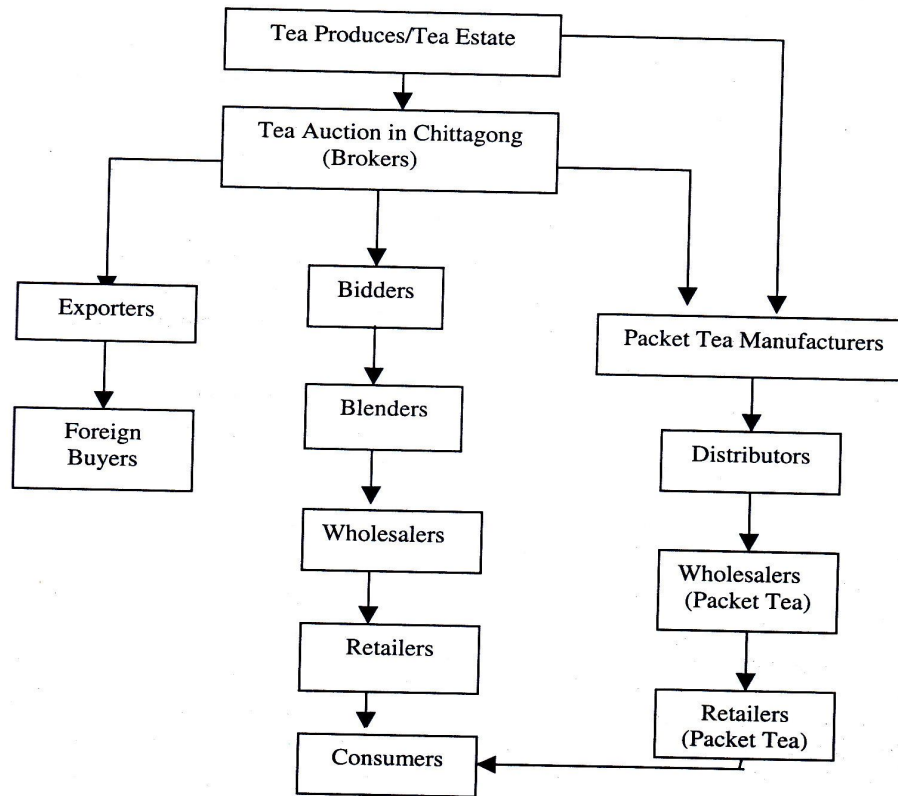 Tea Produces/Tea Estate
Tea Auction in Chittagong
(Brokers)
Exporters
Bidders
Packet Tea Manufacturers
Foreign
Buyers
Blenders
Distributors
Wholesalers
Wholesalers
(Packet Tea)
Retailers
Retailers
(Packet Tea)
Consumers